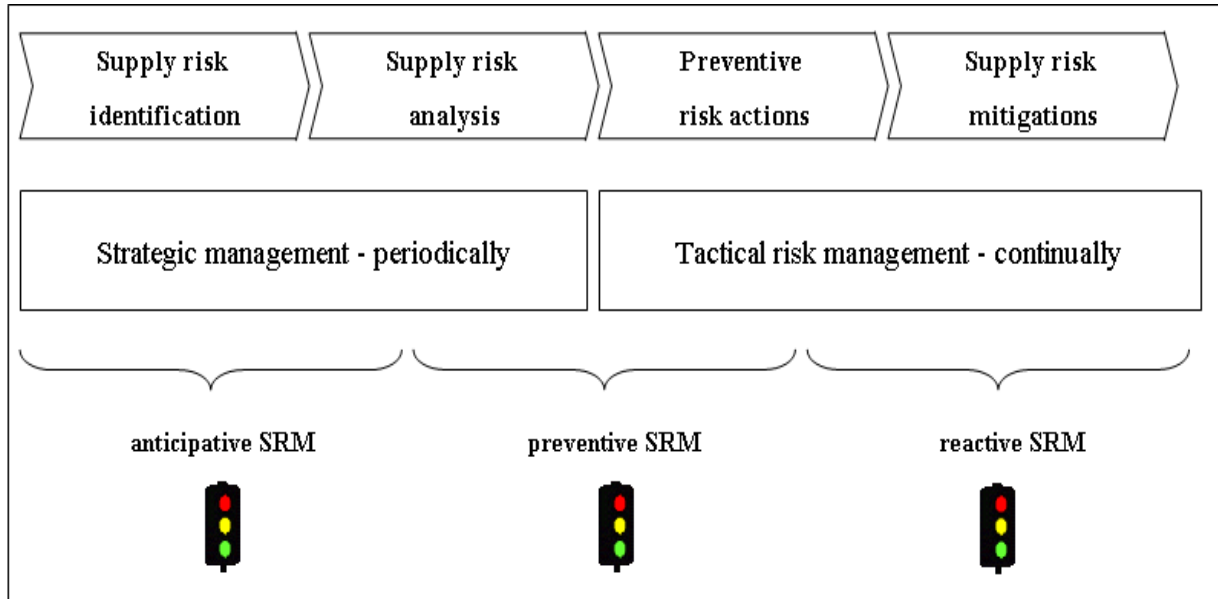 Supply risk
identification
Supply risk
analysis
Preventive
risk actions
Supply risk
mitigations
Strategic management - periodically
Tactical risk management - continually
anticipative SRM
preventive SRM
reactive SRM